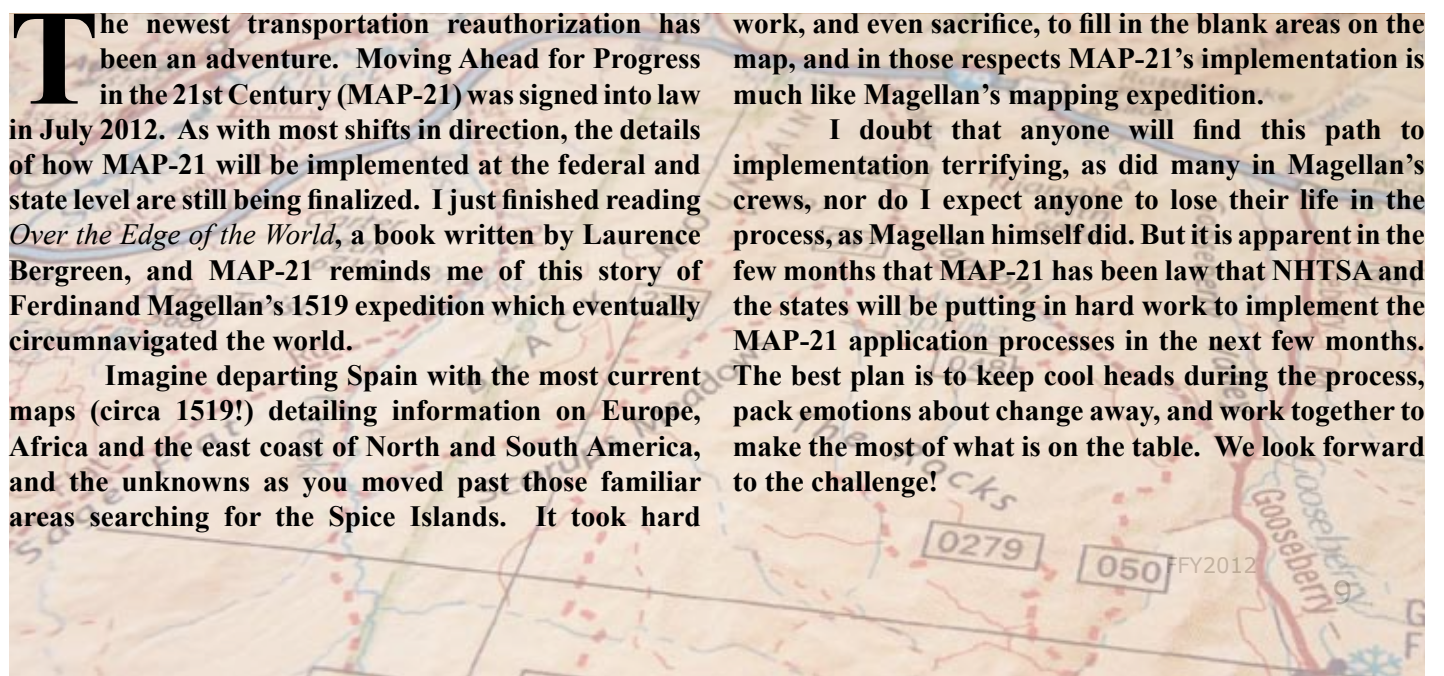 The newest transportation reauthorization has
been an adventure.  Moving Ahead for Progress
in the 21st Century (MAP-21) was signed into law
in July 2012.  As with most shifts in direction, the details
of how MAP-21 will be implemented at the federal and
state level are still being finalized.  I just finished reading
Over the Edge of the World, a book written by Laurence
Bergreen, and MAP-21 reminds me of this story of
Ferdinand Magellan’s 1519 expedition which eventually
circumnavigated the world.
Imagine departing Spain with the most current
maps (circa 1519!) detailing information on Europe,
Africa and the east coast of North and South America,
and the unknowns as you moved past those familiar
areas searching for the Spice Islands.  It took hard
work, and even sacrifice, to fill in the blank areas on the
map, and in those respects MAP-21’s implementation is
much like Magellan’s mapping expedition.
I doubt that anyone will find this path to
implementation terrifying, as did many in Magellan’s
crews, nor do I expect anyone to lose their life in the
process, as Magellan himself did. But it is apparent in the
few months that MAP-21 has been law that NHTSA and
the states will be putting in hard work to implement the
MAP-21 application processes in the next few months.
The best plan is to keep cool heads during the process,
pack emotions about change away, and work together to
make the most of what is on the table.  We look forward
to the challenge!
The Rocks
0279
050
Gooseberry
Gooseberry
FFY2012
9